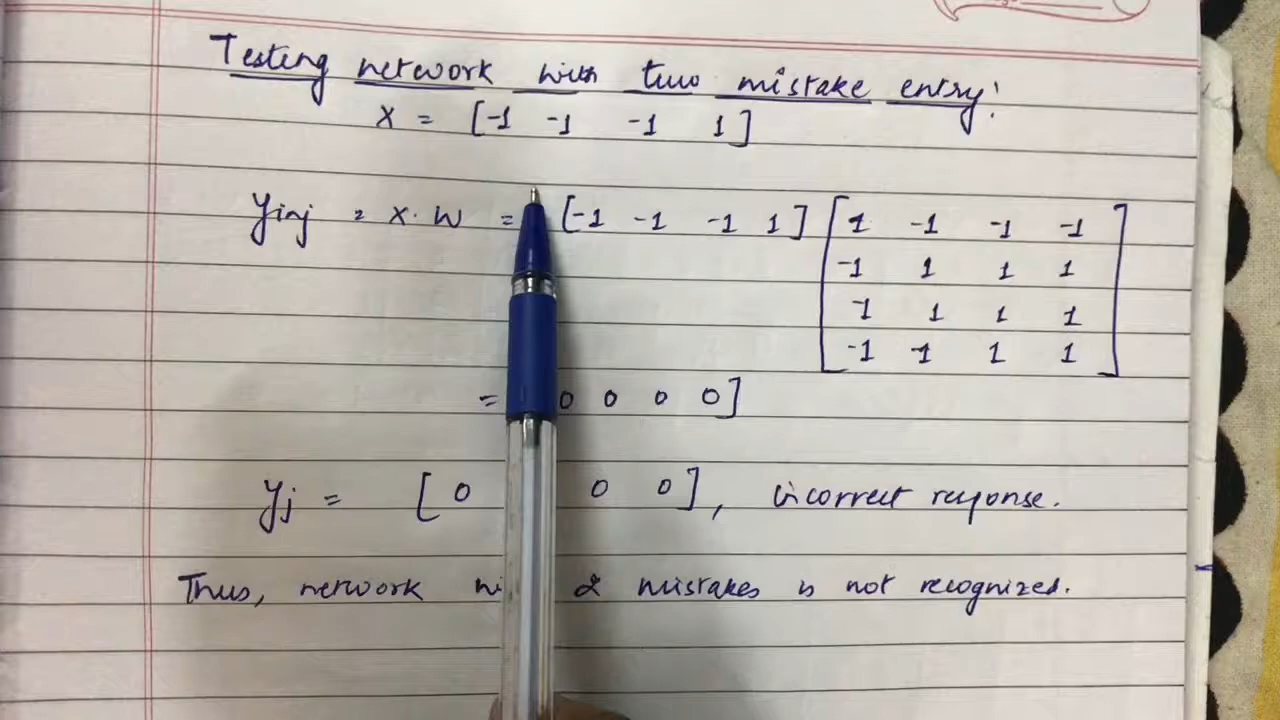 Testing network with two mistake entry:
X = [-1 -1 -1 1]
Yinj = X. W = [-1 -1 -1 1] [1 -1 -1 -1
-1 1 1 1
-1 1 1 1
-1 -1 1 1]
= 0 0 0 0]
Yj = [0 0 0], incorrect response.
Thus, network 2 mistakes is not recognized.